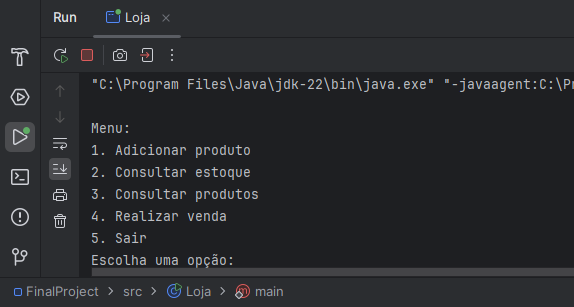 Run Loja
"C:\Program Files\Java\jdk-22\bin\java.exe" "-javaagent:C:\Pr
Menu:
1. Adicionar produto
2. Consultar estoque
3. Consultar produtos
4. Realizar venda
5. Sair
Escolha uma opção:
FinalProject > src > Loja > main